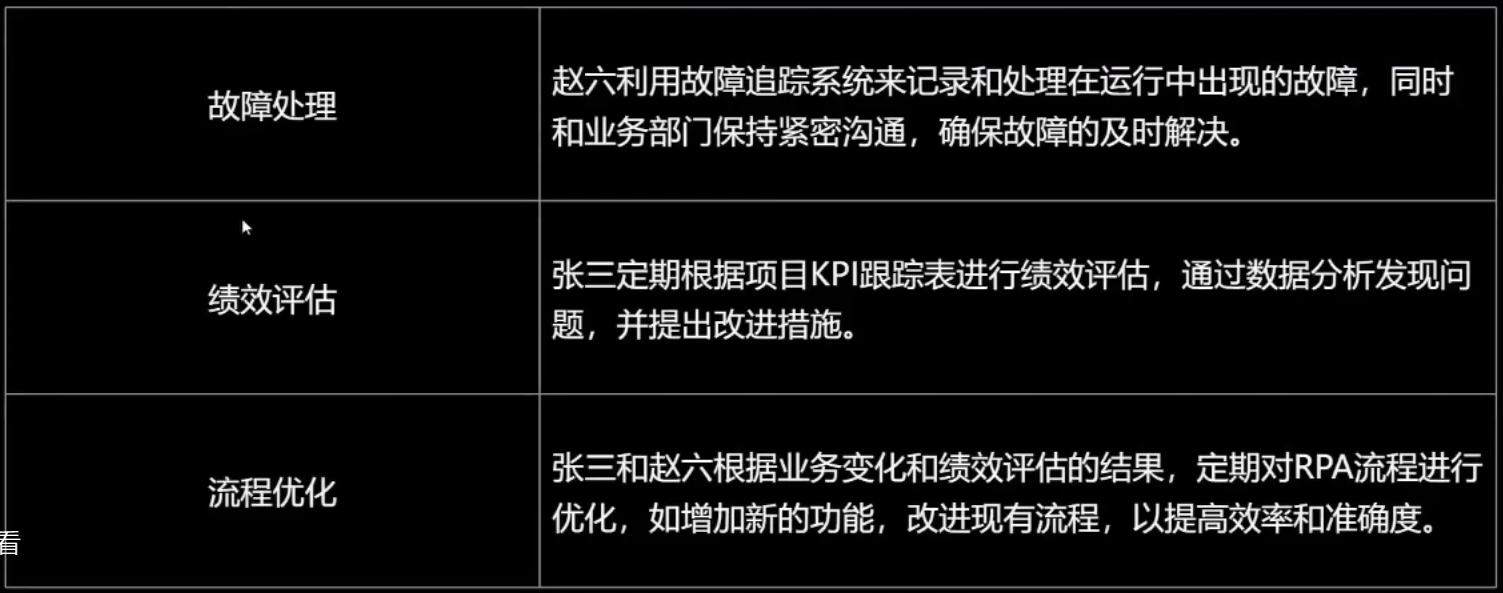 故障处理
赵六利用故障追踪系统来记录和处理在运行中出现的故障，同时
和业务部门保持紧密沟通，确保故障的及时解决。
绩效评估
张三定期根据项目KPI跟踪表进行绩效评估，通过数据分析发现问
题，并提出改进措施。
流程优化
张三和赵六根据业务变化和绩效评估的结果，定期对RPA流程进行
优化，如增加新的功能，改进现有流程，以提高效率和准确度。
看